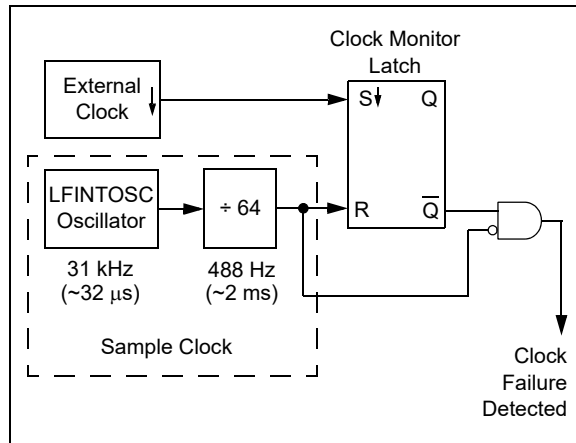 Clock Monitor
Latch
External
Clock
S
Q
LFINTOSC
Oscillator
÷ 64
R
Q̅
31 kHz
(~32 μs)
488 Hz
(~2 ms)
Sample Clock
Clock
Failure
Detected